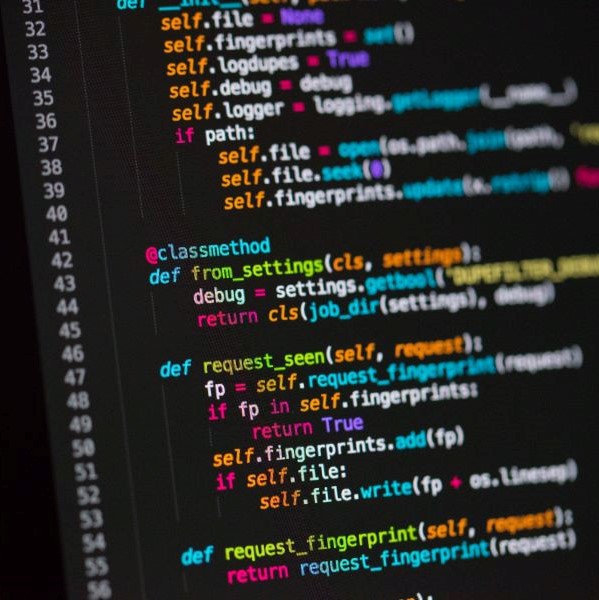 31 def __init__(self,
32 self.file = None
33 self.fingerprints = set()
34 self.logdupes = True
35 self.debug = debug
36 self.logger = logging.getLogger(__name__)
37 if path:
38 self.file = open(os.path.join(path,
39 self.file.seek(0)
40 self.fingerprints.update(x.rstrip()
41
42 @classmethod
43 def from_settings(cls, settings):
44 debug = settings.getbool('DUPEFILTER_DEBUG
45 return cls(job_dir(settings), debug)
46
47 def request_seen(self, request):
48 fp = self.request_fingerprint(request)
49 if fp in self.fingerprints:
50 return True
51 self.fingerprints.add(fp)
52 if self.file:
53 self.file.write(fp + os.linesep)
54
55 def request_fingerprint(self, request):
56 return request_fingerprint(request)